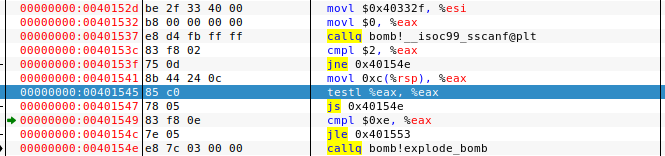 00000000:0040152d be 2f 33 40 00 movl $0x40332f, %esi
00000000:00401532 b8 00 00 00 00 movl $0, %eax
00000000:00401537 e8 d4 fb ff ff callq bomb!__isoc99_sscanf@plt
00000000:0040153c 83 f8 02 cmpl $2, %eax
00000000:0040153f 75 0d jne 0x40154e
00000000:00401541 8b 44 24 0c movl 0xc(%rsp), %eax
00000000:00401545 85 c0 testl %eax, %eax
00000000:00401547 78 05 js 0x40154e
00000000:00401549 83 f8 0e cmpl $0xe, %eax
00000000:0040154c 7e 05 jle 0x401553
00000000:0040154e e8 7c 03 00 00 callq bomb!explode_bomb